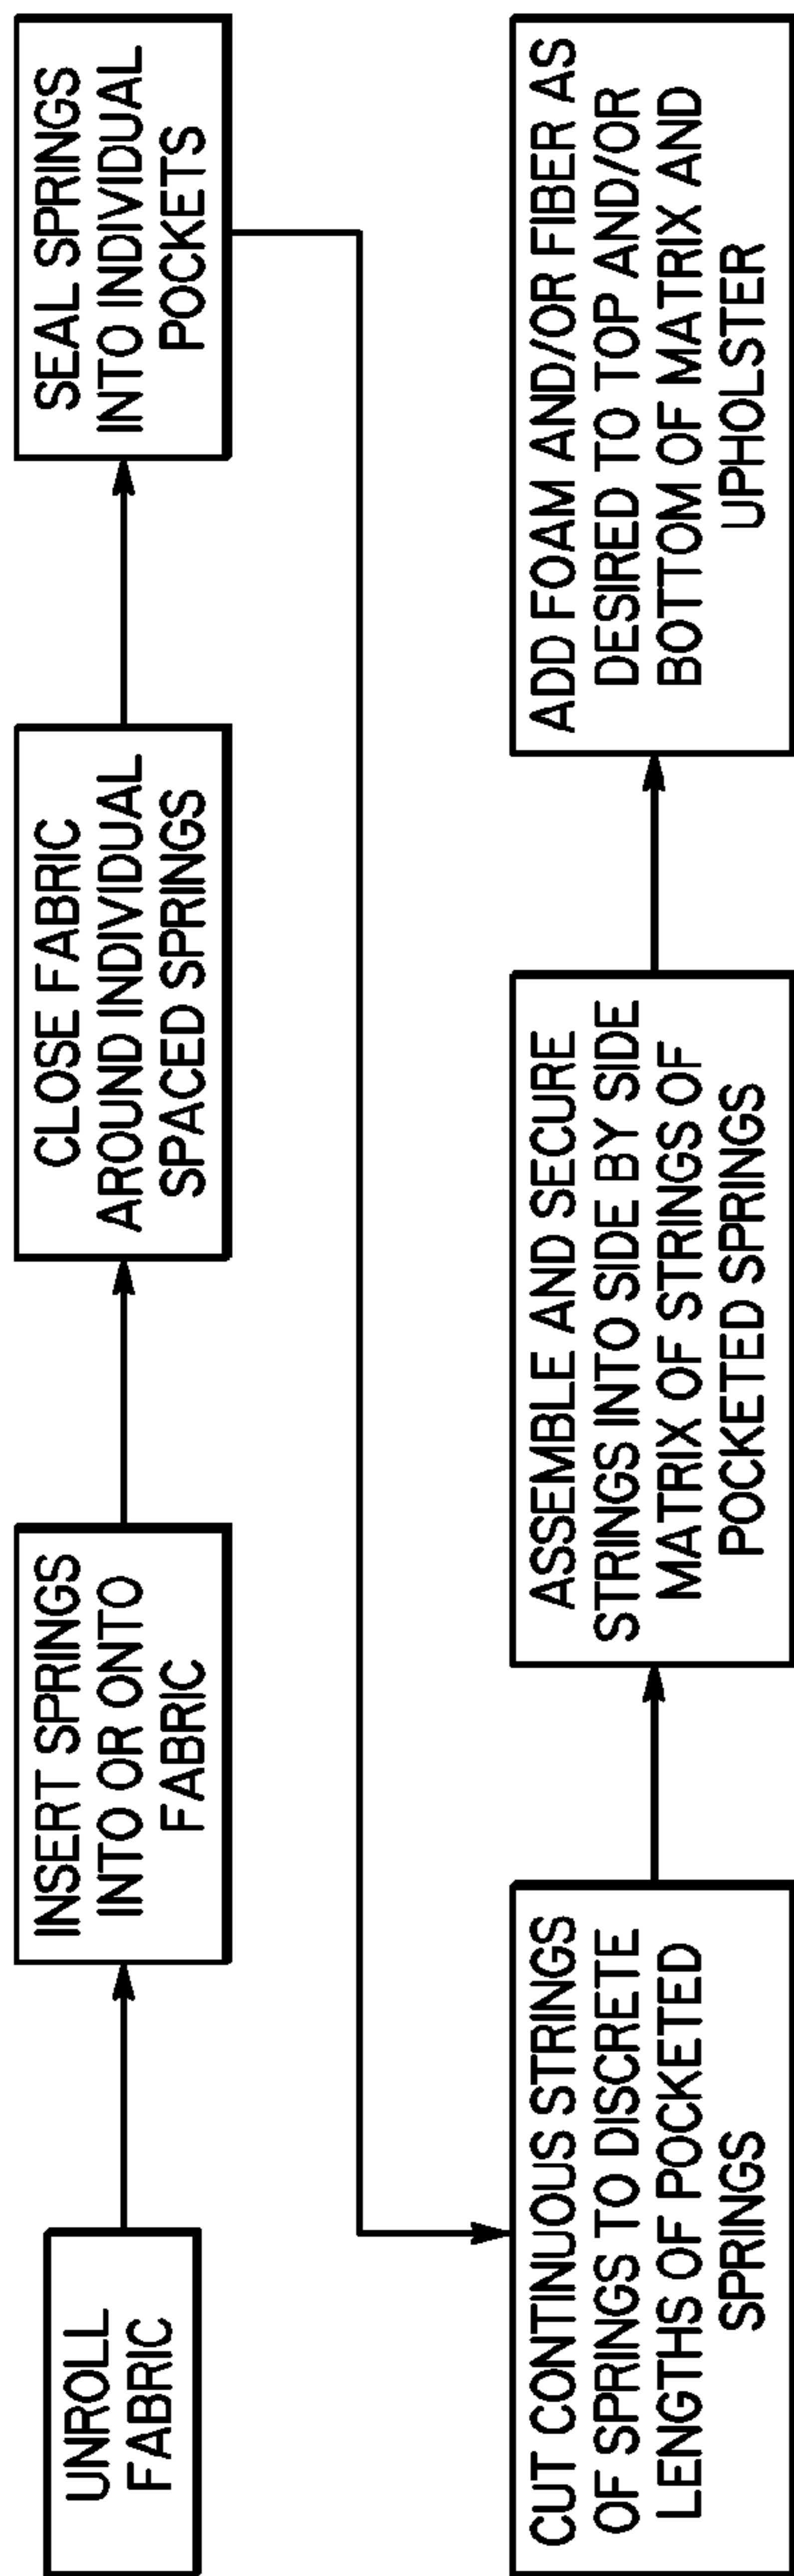 UNROLL
FABRIC
INSERT SPRINGS
INTO OR ONTO
FABRIC
CLOSE FABRIC
AROUND INDIVIDUAL
SPACED SPRINGS
SEAL SPRINGS
INTO INDIVIDUAL
POCKETS
CUT CONTINUOUS STRINGS
OF SPRINGS TO DISCRETE
LENGTHS OF POCKETED
SPRINGS
ASSEMBLE AND SECURE
STRINGS INTO SIDE BY SIDE
MATRIX OF STRINGS OF
POCKETED SPRINGS
ADD FOAM AND/OR FIBER AS
DESIRED TO TOP AND/OR
BOTTOM OF MATRIX AND
UPHOLSTER